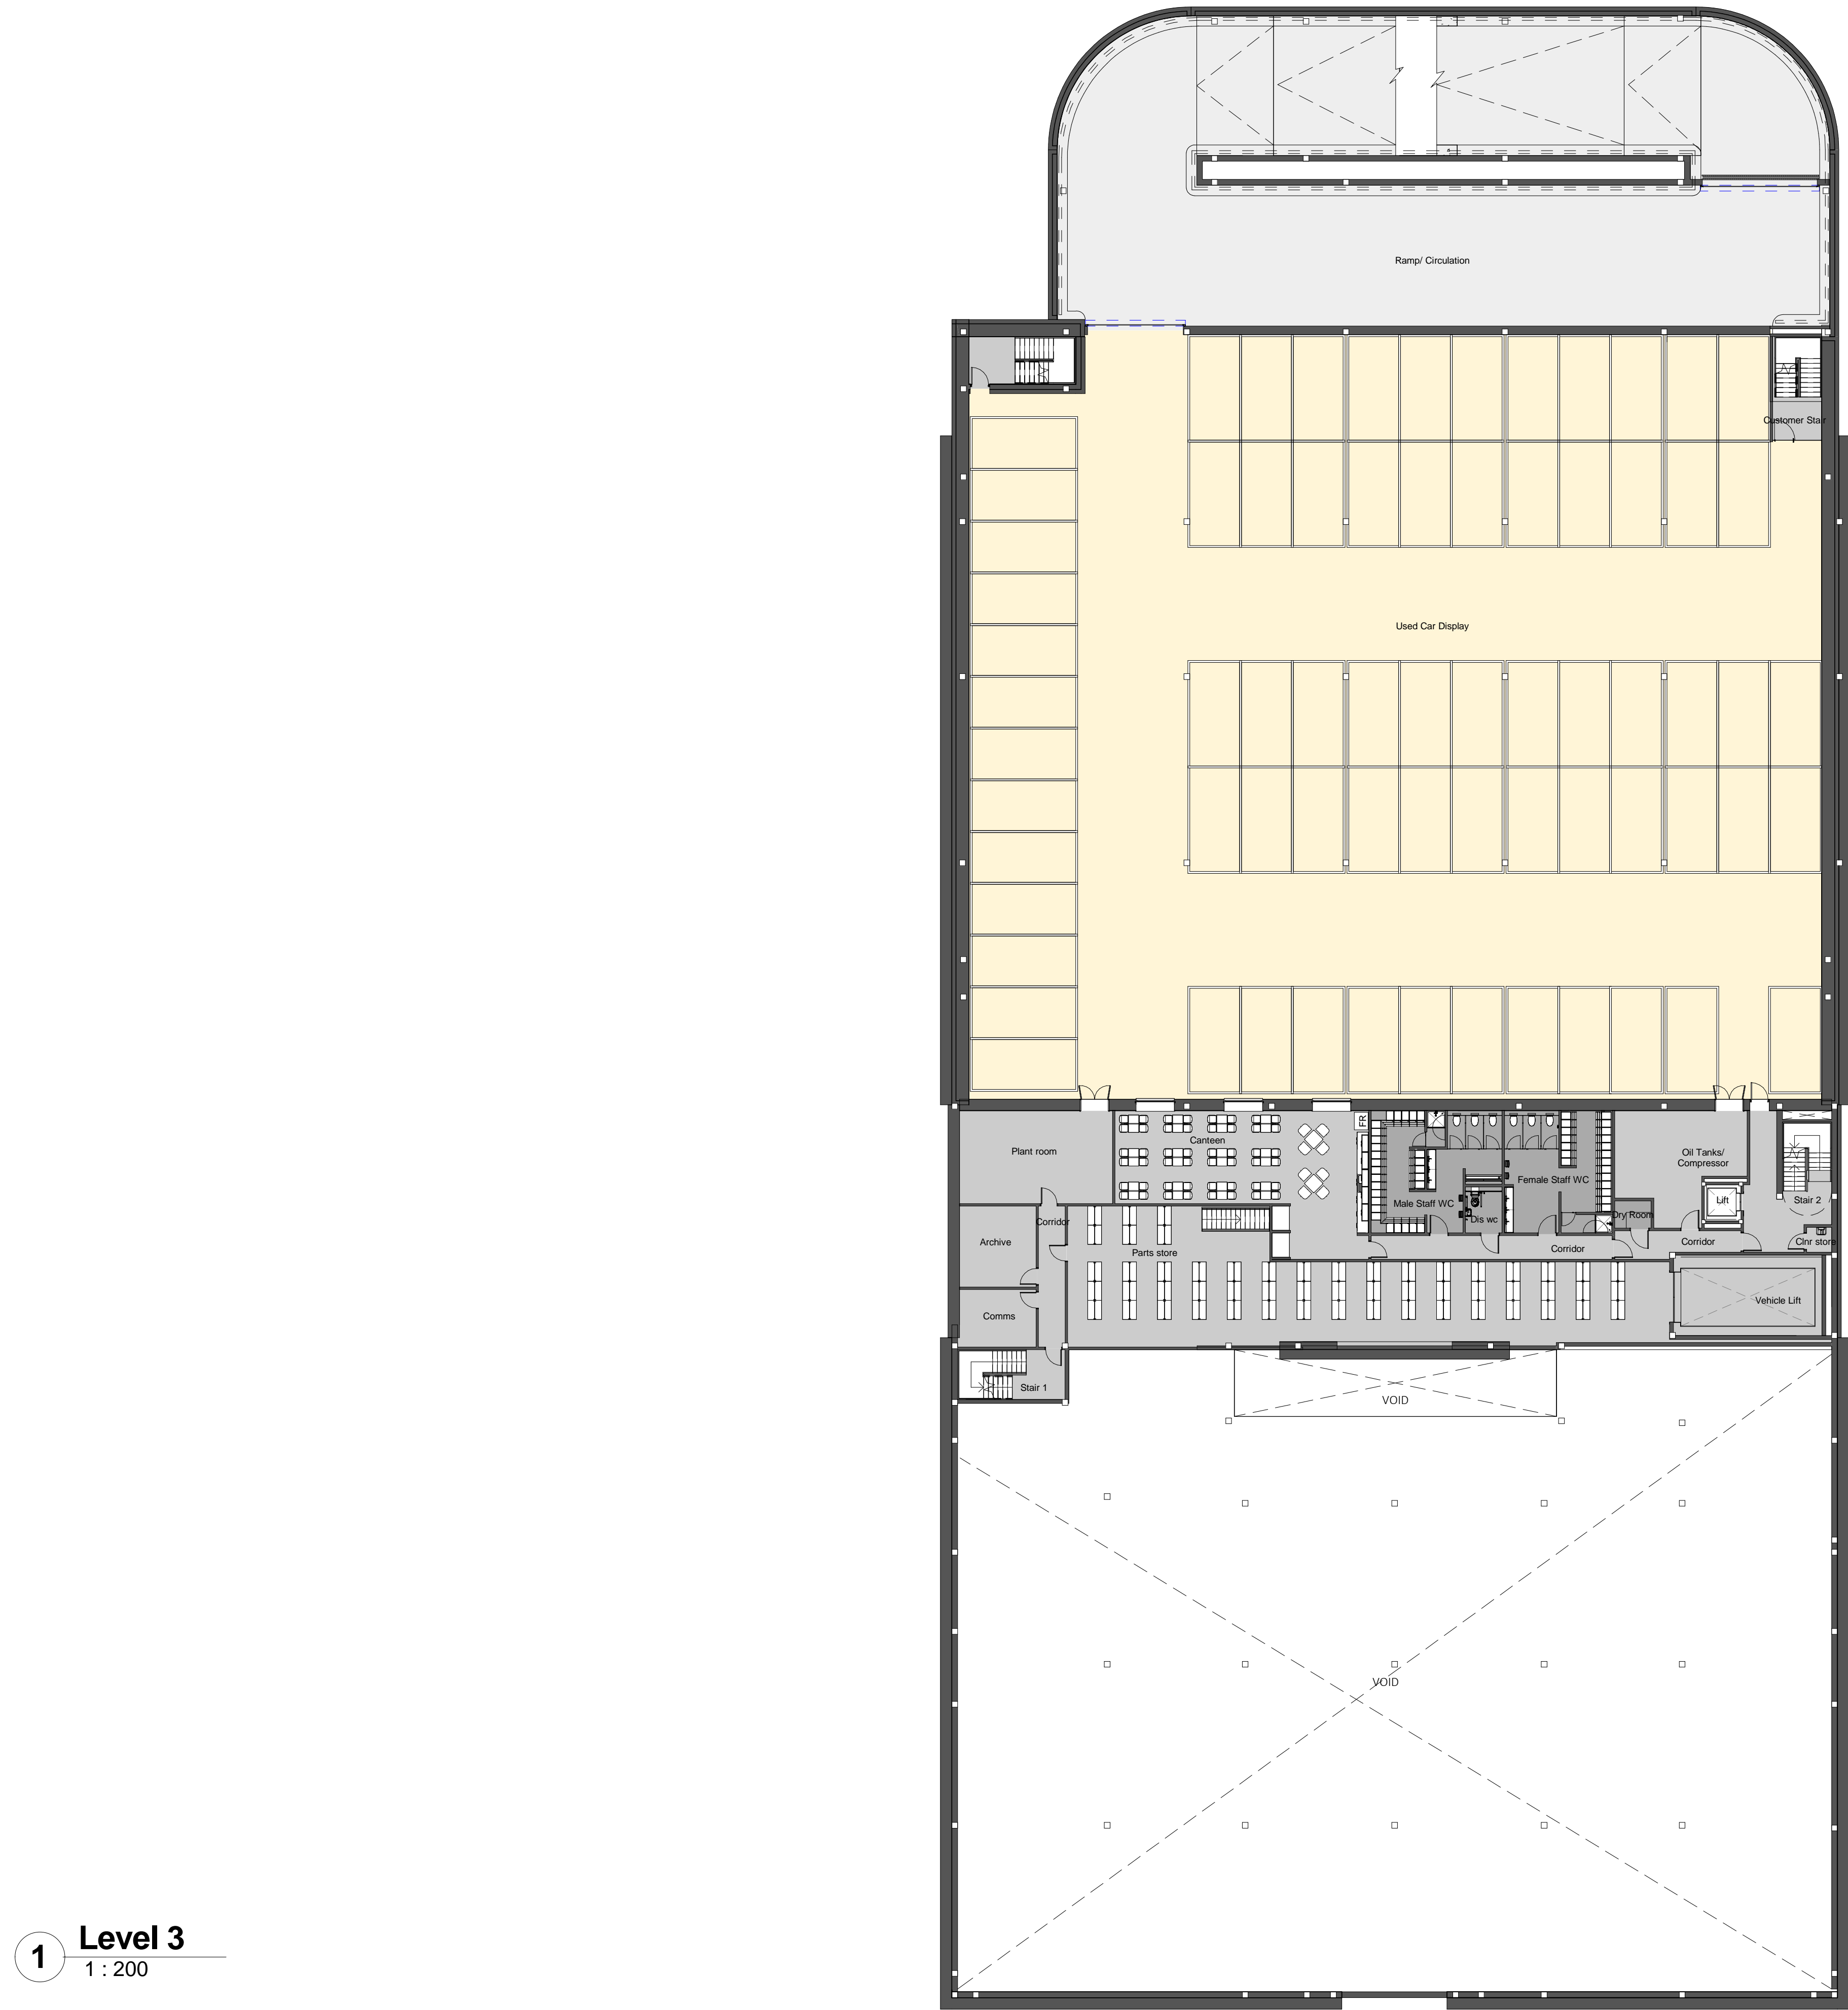 Ramp/ Circulation
Customer Stair
Used Car Display
FR
Canteen
Plant room
Oil Tanks/
Compressor
Female Staff WC
Male Staff WC
Lift
Stair 2
Dis wc
Dry Room
Corridor
Archive
Parts store
Corridor
Corridor
Clnr store
Comms
Vehicle Lift
Stair 1
VOID
VOID
1
Level 3
1 : 200